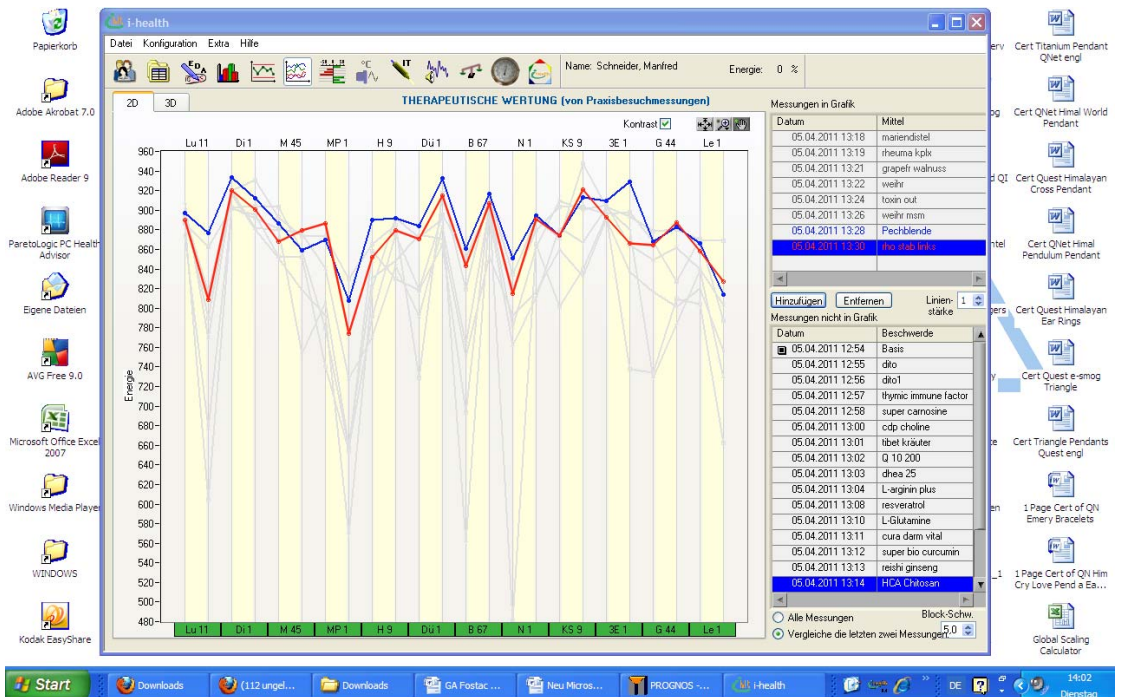 Papierkorb
Adobe Akrobat 7.0
Adobe Reader 9
ParetoLogic PC Health
Advisor
Eigene Dateien
AVG Free 9.0
Microsoft Office Excel
2007
Windows Media Player
WINDOWS
Kodak EasyShare
i-health
Datei Konfiguration Extra Hilfe
EDA
°C
IT
Name: Schneider, Manfred
Energie: 0 %
2D 3D
THERAPEUTISCHE WERTUNG (von Praxisbesuchmessungen)
Kontrast
Lu 11 Di 1 M 45 MP 1 H 9 Dü 1 B 67 N 1 KS 9 3E 1 G 44 Le 1
Energie
960
940
920
900
880
860
840
820
800
780
760
740
720
700
680
660
640
620
600
580
560
540
520
500
480
Lu 11 Di 1 M 45 MP 1 H 9 Dü 1 B 67 N 1 KS 9 3E 1 G 44 Le 1
Messungen in Grafik
Datum Mittel
05.04.2011 13:18 mariendistel
05.04.2011 13:19 rheuma kplx
05.04.2011 13:21 grapefr walnuss
05.04.2011 13:22 weihr
05.04.2011 13:24 toxin out
05.04.2011 13:26 weihr msm
05.04.2011 13:28 Pechblende
05.04.2011 13:30 rho stab links
Hinzufügen Entfernen Linien-
stärke 1
Messungen nicht in Grafik
Datum Beschwerde
05.04.2011 12:54 Basis
05.04.2011 12:55 dito
05.04.2011 12:56 dito1
05.04.2011 12:57 thymic immune factor
05.04.2011 12:58 super carnosine
05.04.2011 13:00 cdp choline
05.04.2011 13:01 tibet kräuter
05.04.2011 13:02 Q 10 200
05.04.2011 13:03 dhea 25
05.04.2011 13:04 L-arginin plus
05.04.2011 13:08 resveratrol
05.04.2011 13:10 L-Glutamine
05.04.2011 13:11 cura darm vital
05.04.2011 13:12 super bio curcumin
05.04.2011 13:13 reishi ginseng
05.04.2011 13:14 HCA Chitosan
Alle Messungen
Block-Schw.
Vergleiche die letzten zwei Messungen
5.0
Cert Titanium Pendant
QNet engl
Cert QNet Himal World
Pendant
Cert Quest Himalayan
Cross Pendant
Cert QNet Himal
Pendulum Pendant
Cert Quest Himalayan
Ear Rings
Cert Quest e-smog
Triangle
Cert Triangle Pendants
Quest engl
1 Page Cert of QN
Emery Bracelets
1 Page Cert of QN Him
Cry Love Pend a Ea...
Global Scaling
Calculator
Start
Downloads
(112 ungel...
Downloads
GA Fostac ...
Neu Micros...
PROGNOS -...
i-health
DE
14:02
Dienstag